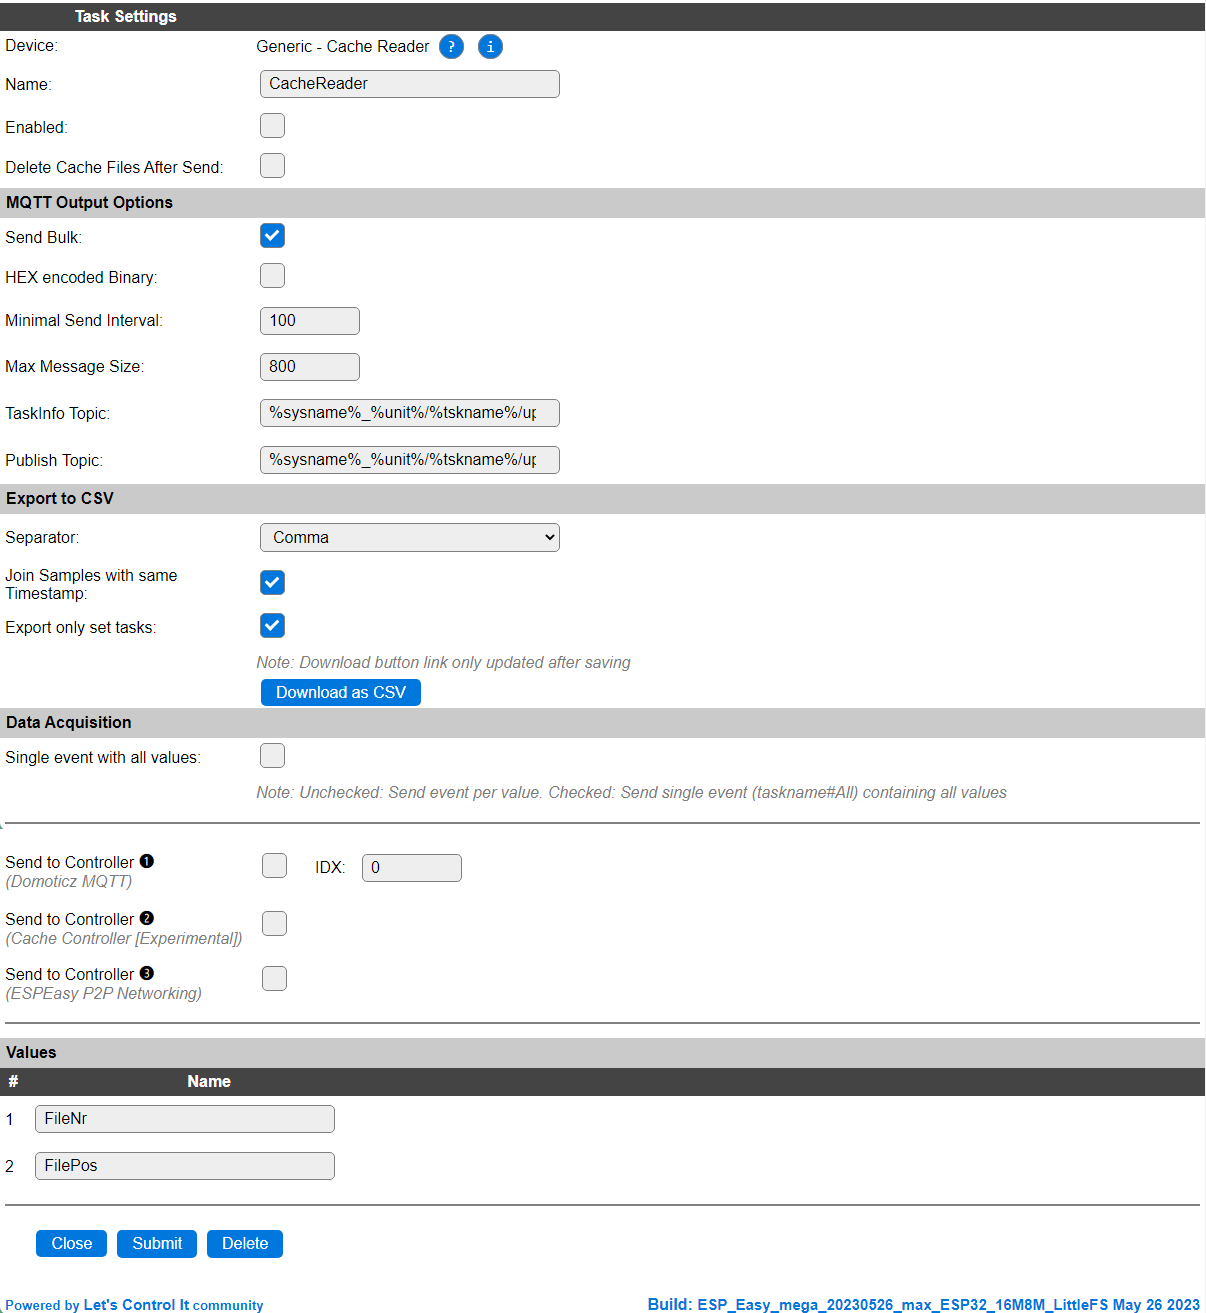 Task Settings
Device: Generic - Cache Reader ? i
Name: CacheReader
Enabled:
Delete Cache Files After Send:
MQTT Output Options
Send Bulk:
HEX encoded Binary:
Minimal Send Interval: 100
Max Message Size: 800
TaskInfo Topic: %sysname%_%unit%/%tskname%/up
Publish Topic: %sysname%_%unit%/%tskname%/up
Export to CSV
Separator: Comma
Join Samples with same
Timestamp:
Export only set tasks:
Note: Download button link only updated after saving
Download as CSV
Data Acquisition
Single event with all values:
Note: Unchecked: Send event per value. Checked: Send single event (taskname#All) containing all values
Send to Controller ❶ IDX: 0
(Domoticz MQTT)
Send to Controller ❷
(Cache Controller [Experimental])
Send to Controller ❸
(ESPEasy P2P Networking)
Values
# Name
1 FileNr
2 FilePos
Close Submit Delete
Powered by Let's Control It community Build: ESP_Easy_mega_20230526_max_ESP32_16M8M_LittleFS May 26 2023